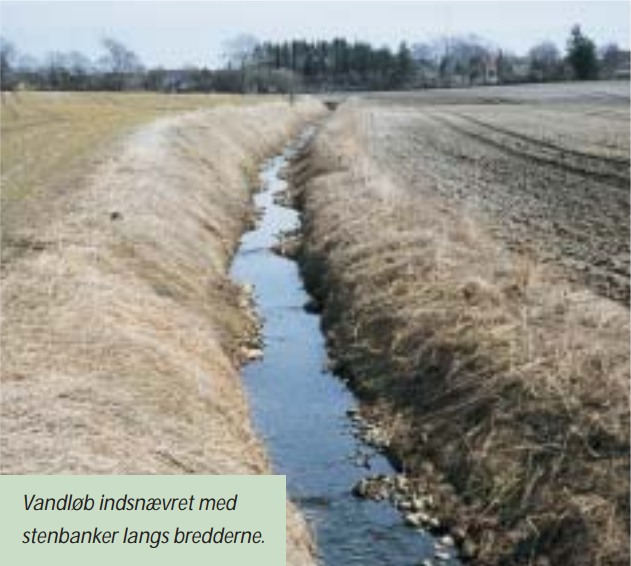 Vandløb indsnævret med
stenbanker langs bredderne.